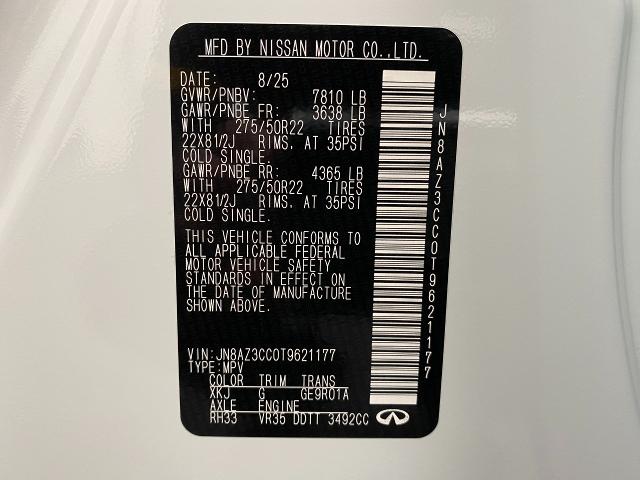 MFD BY NISSAN MOTOR CO.,LTD.
DATE: 8/25
GVWR/PNBV: 7810 LB
GAWR/PNBE FR: 3638 LB
WITH 275/50R22 TIRES
22X81/2J RIMS. AT 35PSI
COLD SINGLE.
GAWR/PNBE RR: 4365 LB
WITH 275/50R22 TIRES
22X81/2J RIMS. AT 35PSI
COLD SINGLE.
THIS VEHICLE CONFORMS TO
ALL APPLICABLE FEDERAL
MOTOR VEHICLE SAFETY
STANDARDS IN EFFECT ON
THE DATE OF MANUFACTURE
SHOWN ABOVE.
VIN:JN8AZ3CC0T9621177
TYPE:MPV
COLOR TRIM TRANS
XKJ G GE9R01A
AXLE ENGINE
RH33 VR35 DDTT 3492CC
JN8AZ3CC0T9621177